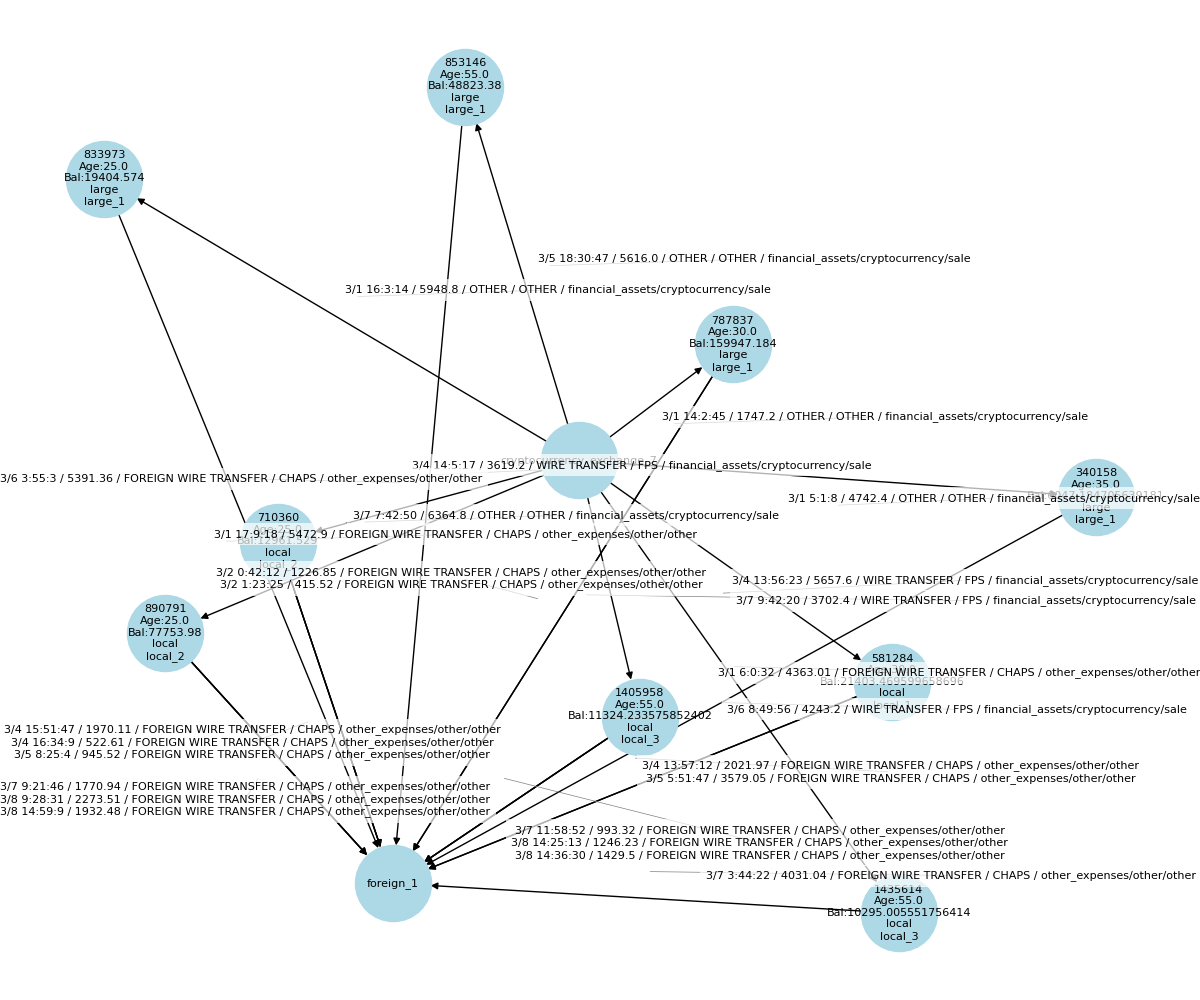 853146
Age:55.0
Bal:48823.38
large
large_1
833973
Age:25.0
Bal:19404.574
large
large_1
3/5 18:30:47 / 5616.0 / OTHER / OTHER / financial_assets/cryptocurrency/sale
3/1 16:3:14 / 5948.8 / OTHER / OTHER / financial_assets/cryptocurrency/sale
787837
Age:30.0
Bal:159947.184
large
large_1
3/1 14:2:45 / 1747.2 / OTHER / OTHER / financial_assets/cryptocurrency/sale
3/4 14:5:17 / 3619.2 / WIRE TRANSFER / FPS / financial_assets/cryptocurrency/sale
340158
Age:35.0
large
large_1
3/6 3:55:3 / 5391.36 / FOREIGN WIRE TRANSFER / CHAPS / other_expenses/other/other
3/1 5:1:8 / 4742.4 / OTHER / OTHER / financial_assets/cryptocurrency/sale
3/7 7:42:50 / 6364.8 / OTHER / OTHER / financial_assets/cryptocurrency/sale
710360
Age:25.0
3/1 17:9:18 / 5472.9 / FOREIGN WIRE TRANSFER / CHAPS / other_expenses/other/other
local
local_2
3/2 0:42:12 / 1226.85 / FOREIGN WIRE TRANSFER / CHAPS / other_expenses/other/other
3/2 1:23:25 / 415.52 / FOREIGN WIRE TRANSFER / CHAPS / other_expenses/other/other
3/4 13:56:23 / 5657.6 / WIRE TRANSFER / FPS / financial_assets/cryptocurrency/sale
3/7 9:42:20 / 3702.4 / WIRE TRANSFER / FPS / financial_assets/cryptocurrency/sale
890791
Age:25.0
Bal:77753.98
local
local_2
581284
3/1 6:0:32 / 4363.01 / FOREIGN WIRE TRANSFER / CHAPS / other_expenses/other/other
Bal:21403.469599658696
local
3/6 8:49:56 / 4243.2 / WIRE TRANSFER / FPS / financial_assets/cryptocurrency/sale
1405958
Age:55.0
Bal:11324.233575852402
local
local_3
3/4 15:51:47 / 1970.11 / FOREIGN WIRE TRANSFER / CHAPS / other_expenses/other/other
3/4 16:34:9 / 522.61 / FOREIGN WIRE TRANSFER / CHAPS / other_expenses/other/other
3/5 8:25:4 / 945.52 / FOREIGN WIRE TRANSFER / CHAPS / other_expenses/other/other
3/4 13:57:12 / 2021.97 / FOREIGN WIRE TRANSFER / CHAPS / other_expenses/other/other
3/5 5:51:47 / 3579.05 / FOREIGN WIRE TRANSFER / CHAPS / other_expenses/other/other
3/7 9:21:46 / 1770.94 / FOREIGN WIRE TRANSFER / CHAPS / other_expenses/other/other
3/8 9:28:31 / 2273.51 / FOREIGN WIRE TRANSFER / CHAPS / other_expenses/other/other
3/8 14:59:9 / 1932.48 / FOREIGN WIRE TRANSFER / CHAPS / other_expenses/other/other
3/7 11:58:52 / 993.32 / FOREIGN WIRE TRANSFER / CHAPS / other_expenses/other/other
3/8 14:25:13 / 1246.23 / FOREIGN WIRE TRANSFER / CHAPS / other_expenses/other/other
3/8 14:36:30 / 1429.5 / FOREIGN WIRE TRANSFER / CHAPS / other_expenses/other/other
3/7 3:44:22 / 4031.04 / FOREIGN WIRE TRANSFER / CHAPS / other_expenses/other/other
foreign_1
1435614
Age:55.0
Bal:10295.005551756414
local
local_3